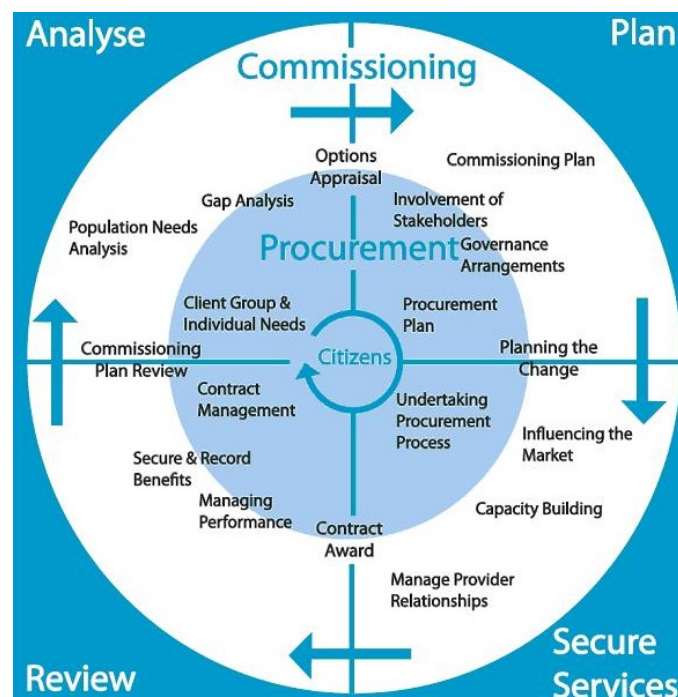 Analyse
Plan
Commissioning
Options
Appraisal
Commissioning Plan
Gap Analysis
Involvement of
Stakeholders
Population Needs
Analysis
Procurement
Governance
Arrangements
Client Group &
Individual Needs
Procurement
Plan
Citizens
Commissioning
Plan Review
Planning the
Change
Contract
Management
Undertaking
Procurement
Process
Influencing the
Market
Secure & Record
Benefits
Managing
Performance
Capacity Building
Contract
Award
Manage Provider
Relationships
Review
Secure
Services